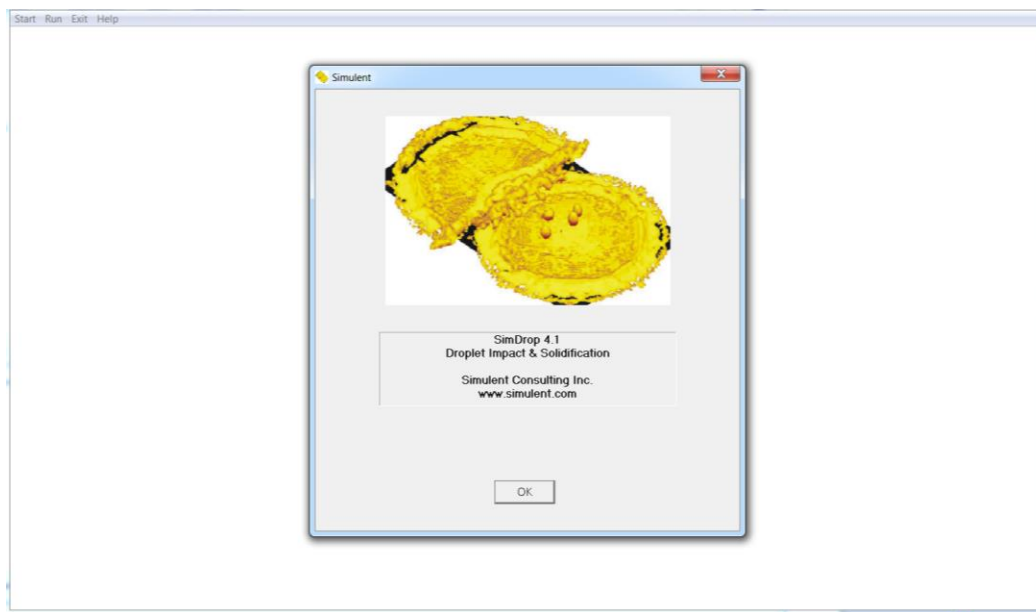 Start Run Exit Help
Simulent
SimDrop 4.1
Droplet Impact & Solidification
Simulent Consulting Inc.
www.simulent.com
OK